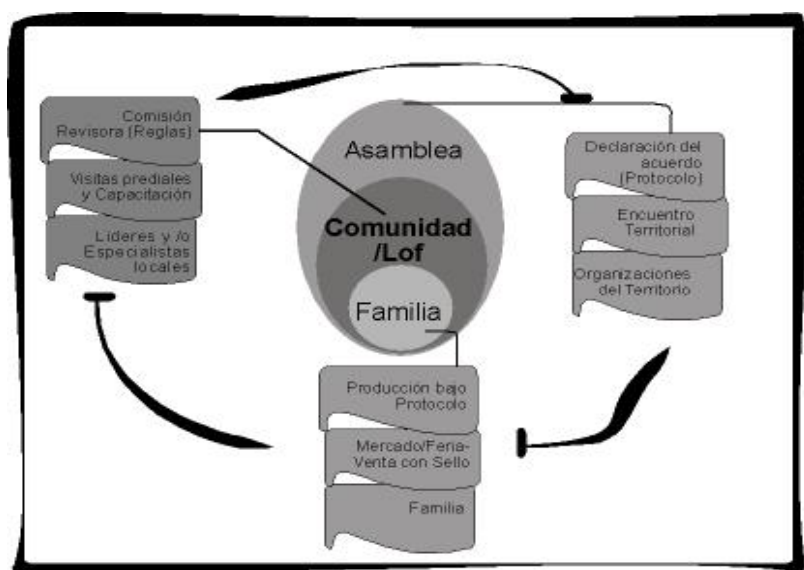 Comisión
Revisora (Reglas)
Visitas prediales
y Capacitación
Líderes y /o
Especialistas
locales
Asamblea
Comunidad
/Lof
Familia
Declaración del
acuerdo
(Protocolo)
Encuentro
Territorial
Organizaciones
del Territorio
Producción bajo
Protocolo
Mercado/Feria-
Venta con Sello
Familia